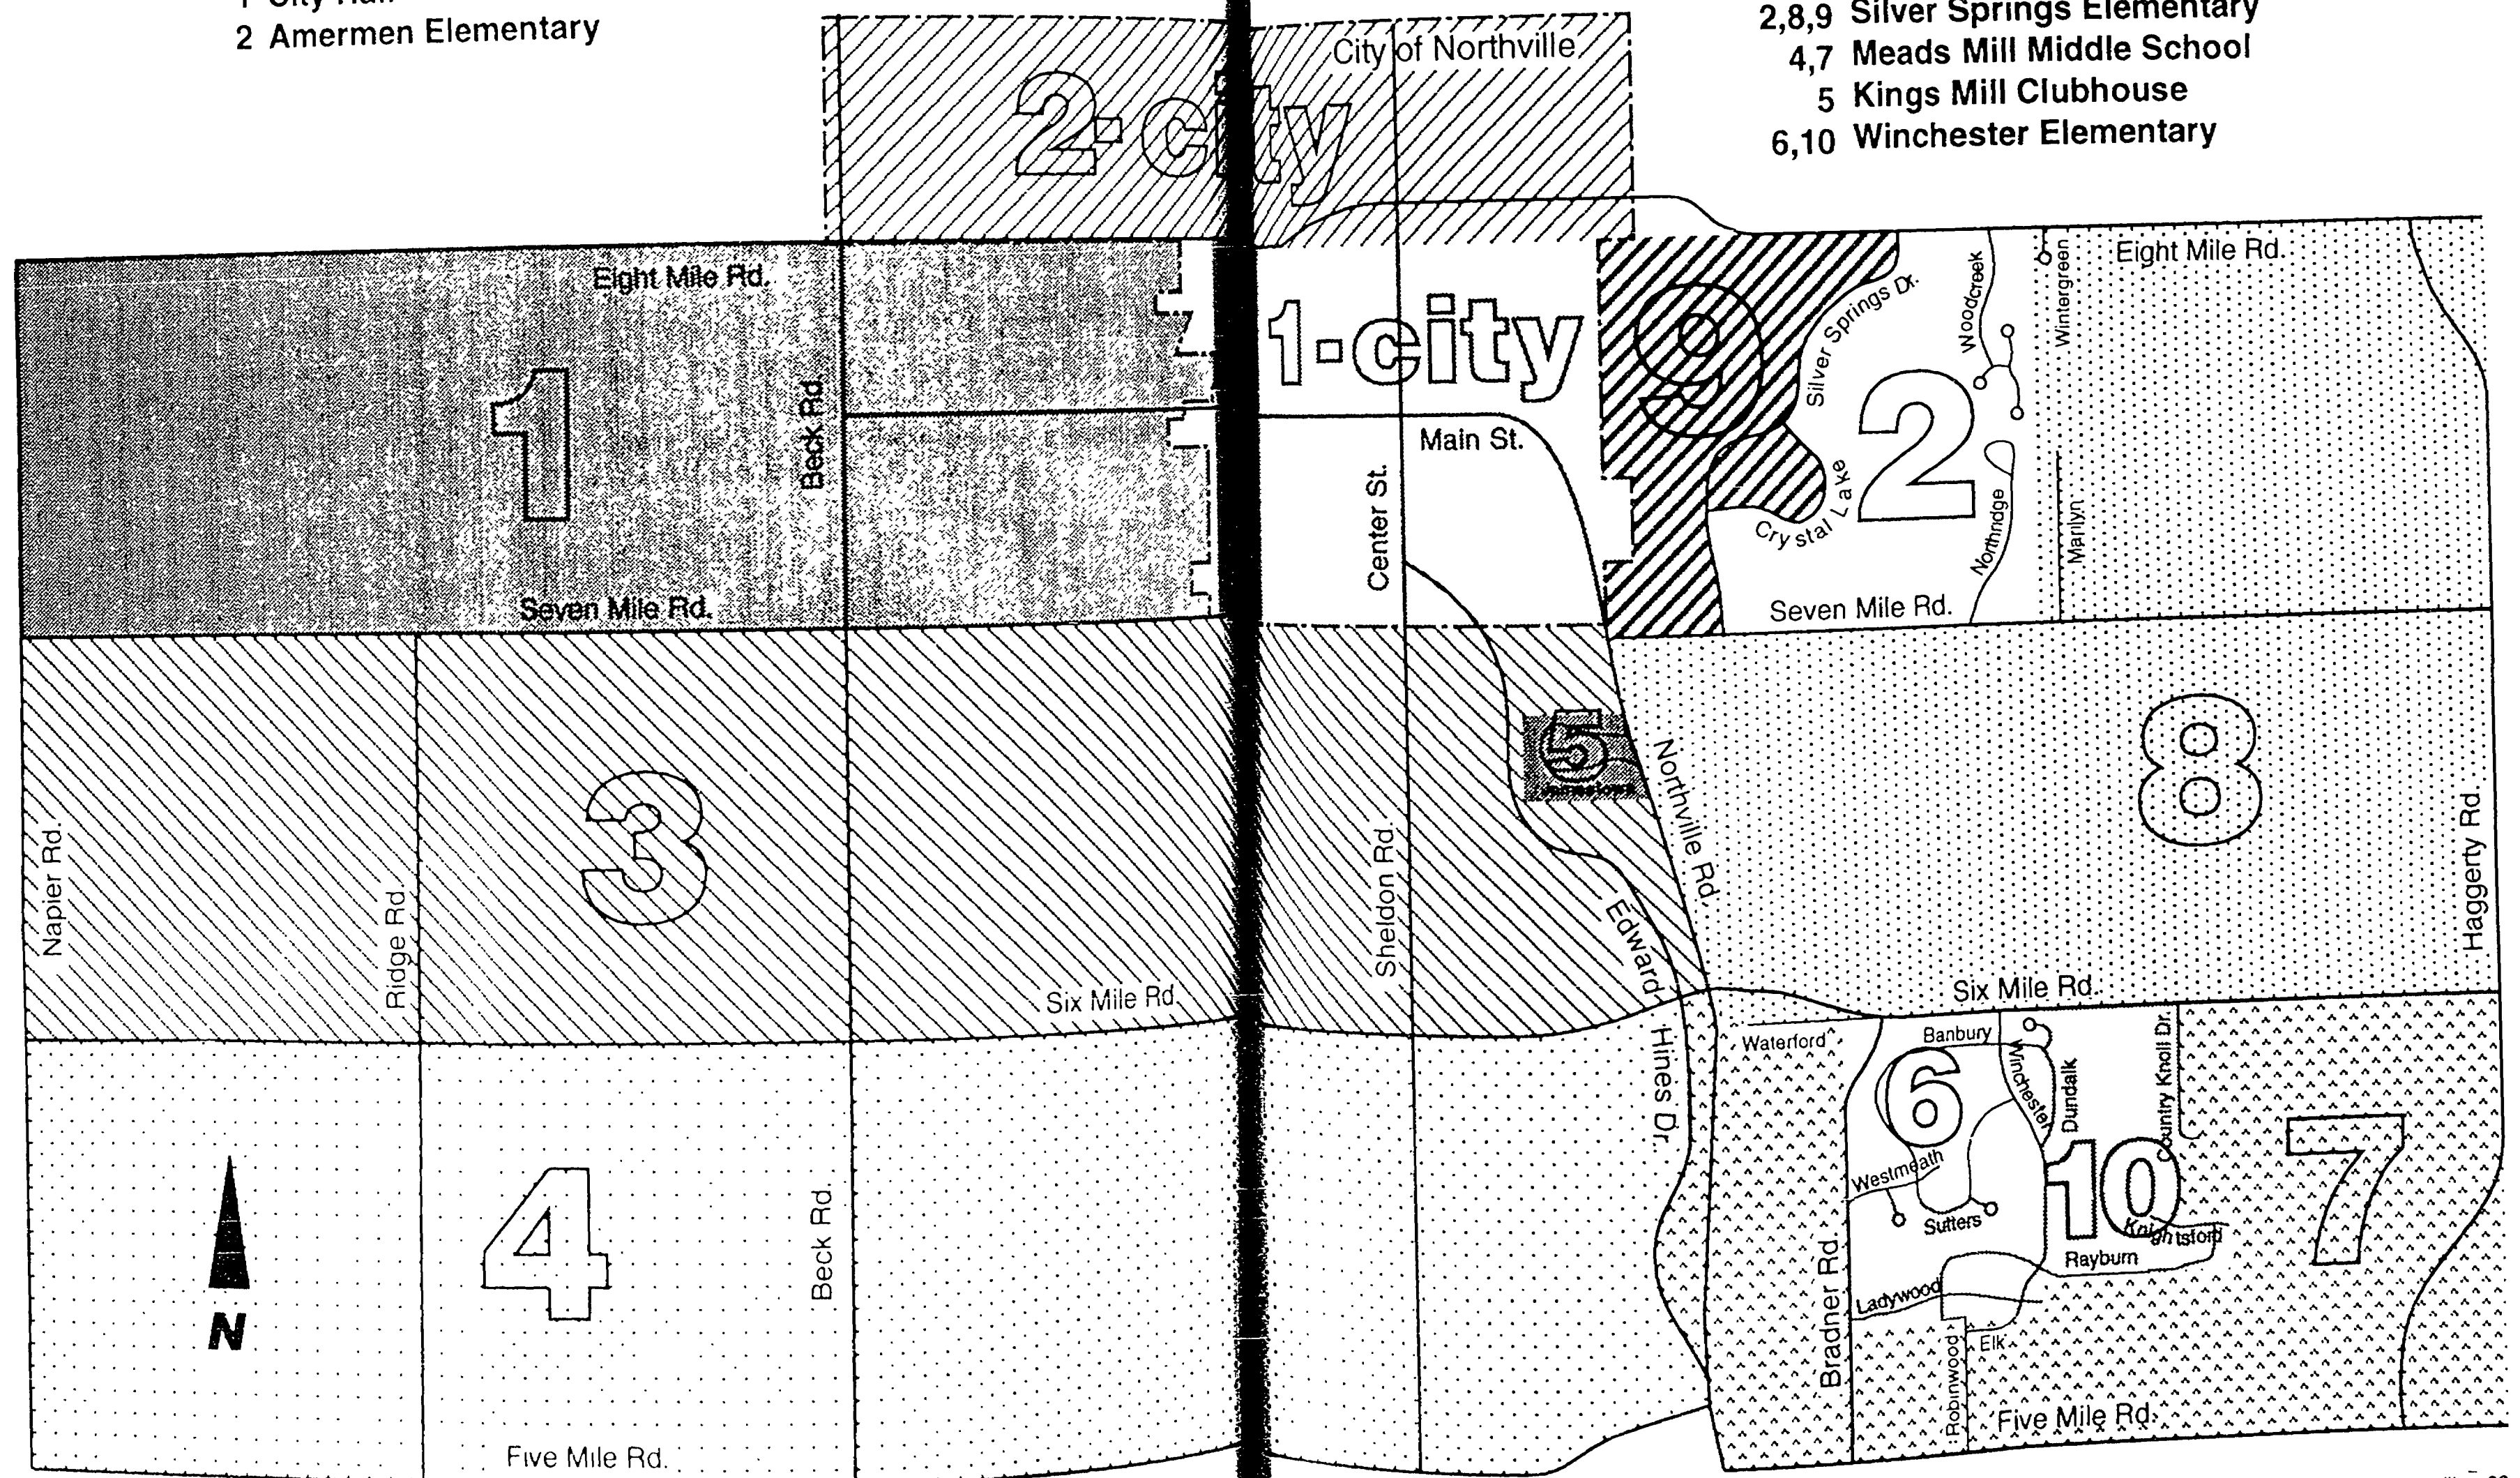 1 City Hall
2 Amermen Elementary
2,8,9 Silver Springs Elementary
4,7 Meads Mill Middle School
5 Kings Mill Clubhouse
6,10 Winchester Elementary
City of Northville
2-city
Eight Mile Rd.
Eight Mile Rd.
1
Beck Rd.
1-city
Main St.
Center St.
9
Silver Springs Dr.
Crystal Lake
2
Woodcreek
Wintergreen
Northridge
Marilyn
Seven Mile Rd.
Seven Mile Rd.
3
Napier Rd.
Ridge Rd
Six Mile Rd.
Sheldon Rd
5
Jamestown
Northville Rd.
Edward
Hines Dr.
8
Haggerty Rd
Six Mile Rd.
4
N
Beck Rd.
Five Mile Rd.
Waterford
Banbury
Winchester
Dundalk
Country Knoll Dr.
6
Westmeath
Sutters
10
Knightsford
Rayburn
7
Ladywood
Bradner Rd.
Robinwood
Elk
Five Mile Rd.